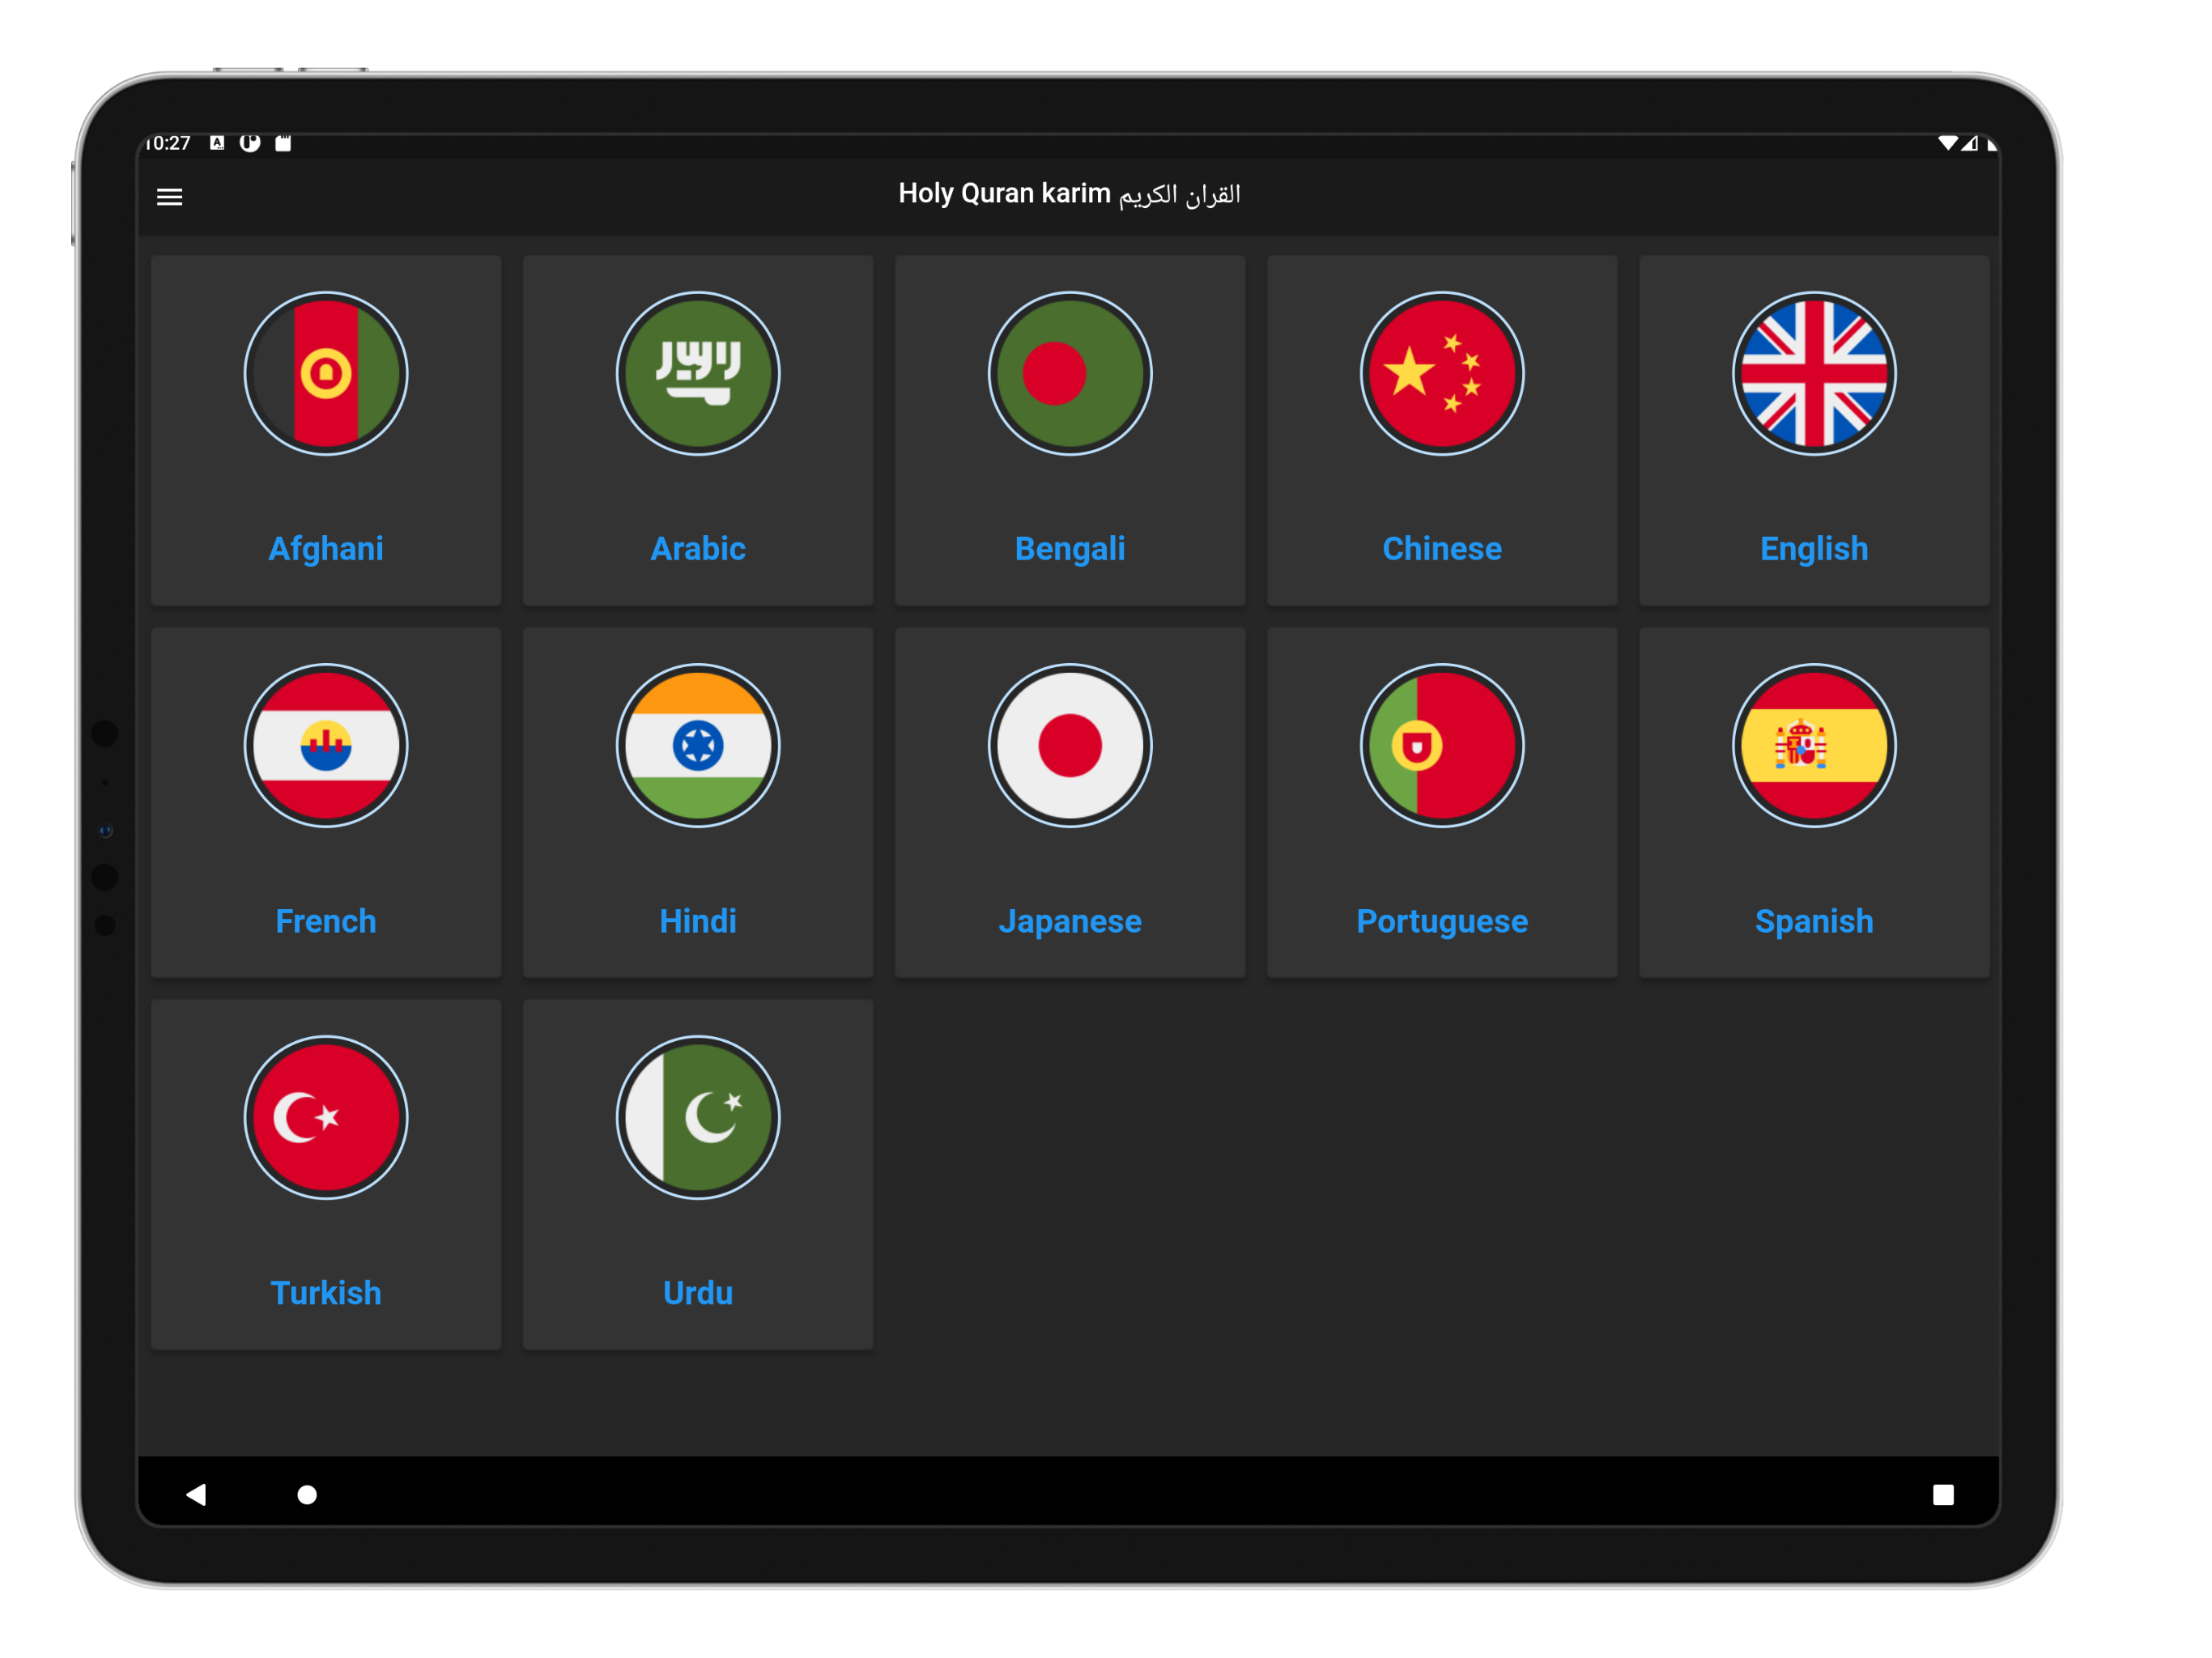 10:27
Holy Quran karim القران الكريم
Afghani
Arabic
Bengali
Chinese
English
French
Hindi
Japanese
Portuguese
Spanish
Turkish
Urdu